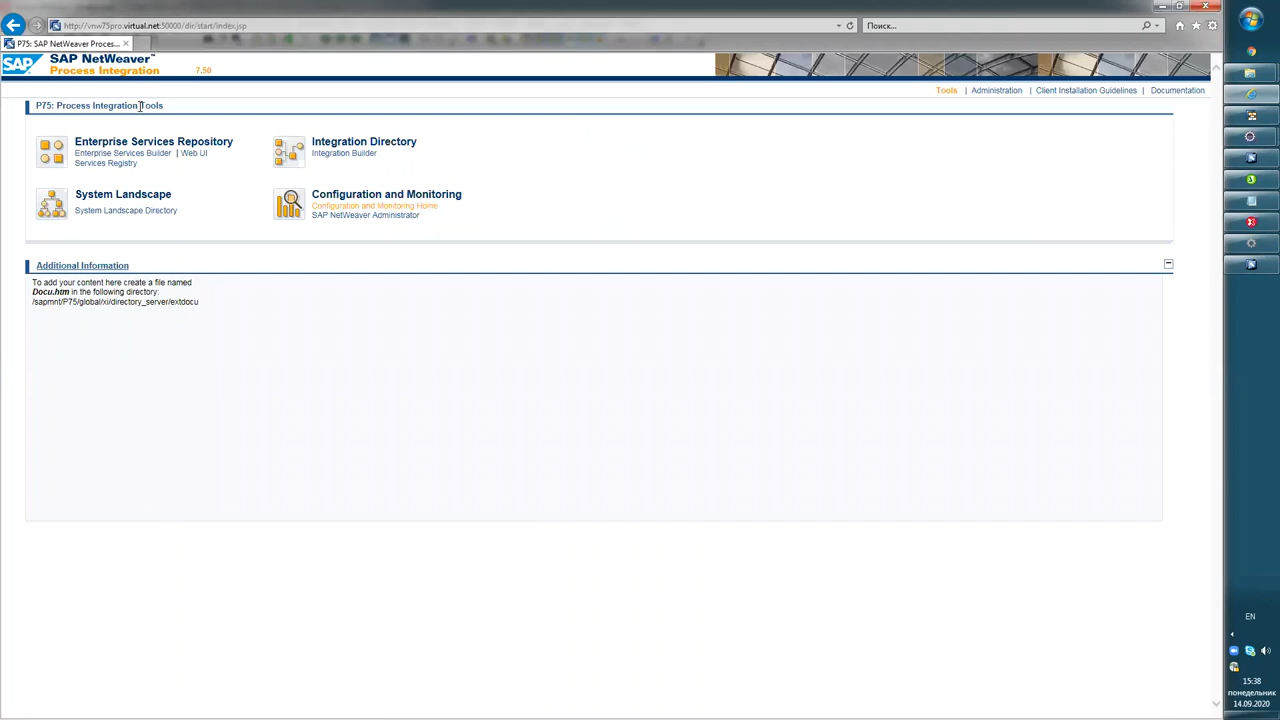 http://vnw75pro.virtual.net:50000/dir/start/index.jsp
Поиск...
P75: SAP NetWeaver Proces...
SAP
SAP NetWeaver™
Process Integration
7.50
Tools | Administration | Client Installation Guidelines | Documentation
P75: Process Integration Tools
Enterprise Services Repository
Enterprise Services Builder | Web UI
Services Registry
Integration Directory
Integration Builder
System Landscape
System Landscape Directory
Configuration and Monitoring
Configuration and Monitoring Home
SAP NetWeaver Administrator
Additional Information
To add your content here create a file named
Docu.htm in the following directory:
/sapmnt/P75/global/xi/directory_server/extdocu
EN
15:38
понедельник
14.09.2020